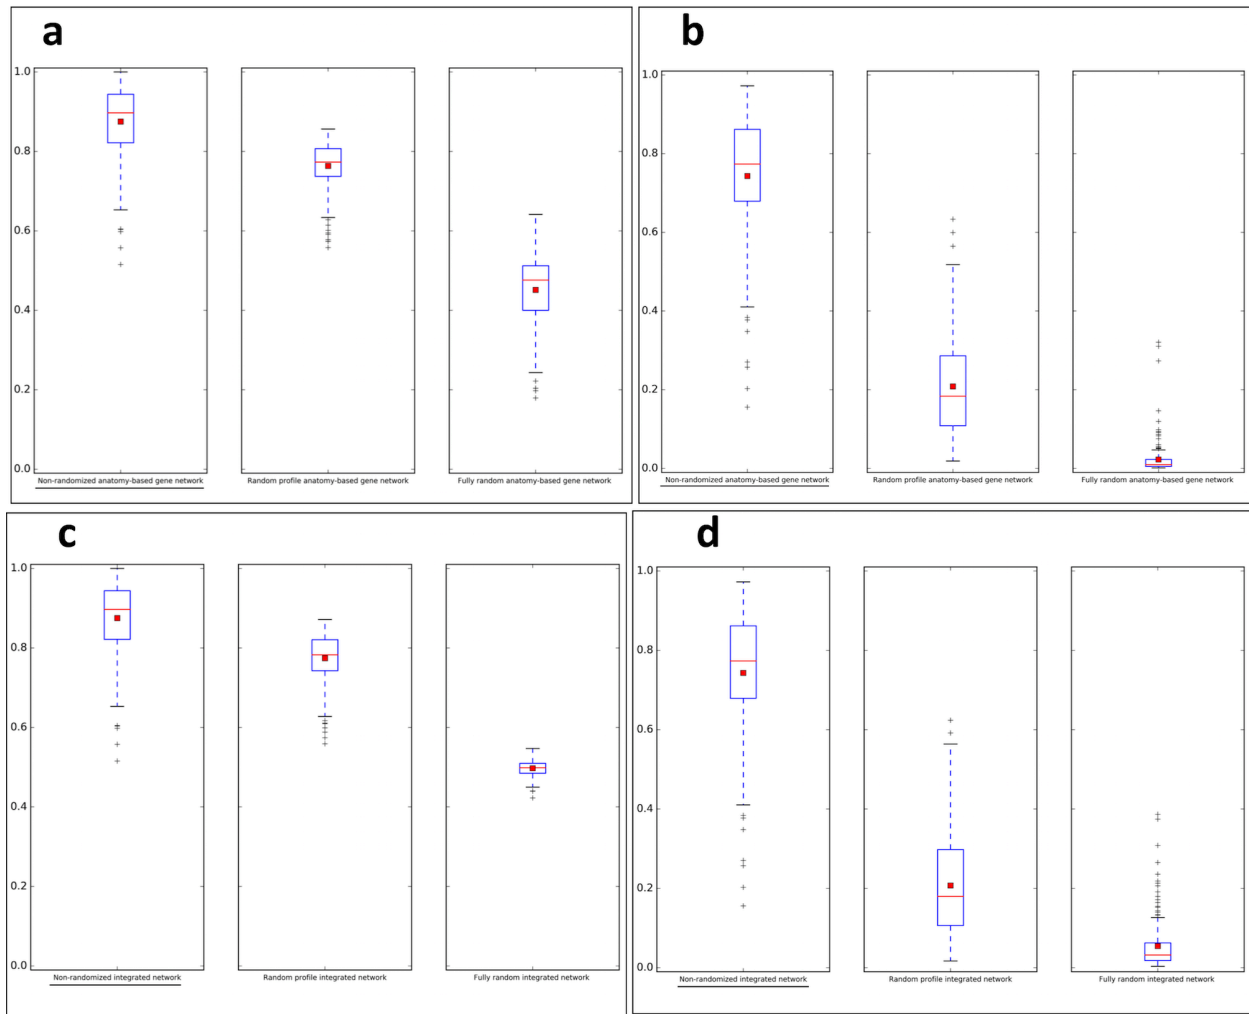 a
1.0
0.8
0.6
0.4
0.2
0.0
Non-randomized anatomy-based gene network
Random profile anatomy-based gene network
Fully random anatomy-based gene network
b
1.0
0.8
0.6
0.4
0.2
0.0
Non-randomized anatomy-based gene network
Random profile anatomy-based gene network
Fully random anatomy-based gene network
c
1.0
0.8
0.6
0.4
0.2
0.0
Non-randomized integrated network
Random profile integrated network
Fully random integrated network
d
1.0
0.8
0.6
0.4
0.2
0.0
Non-randomized integrated network
Random profile integrated network
Fully random integrated network